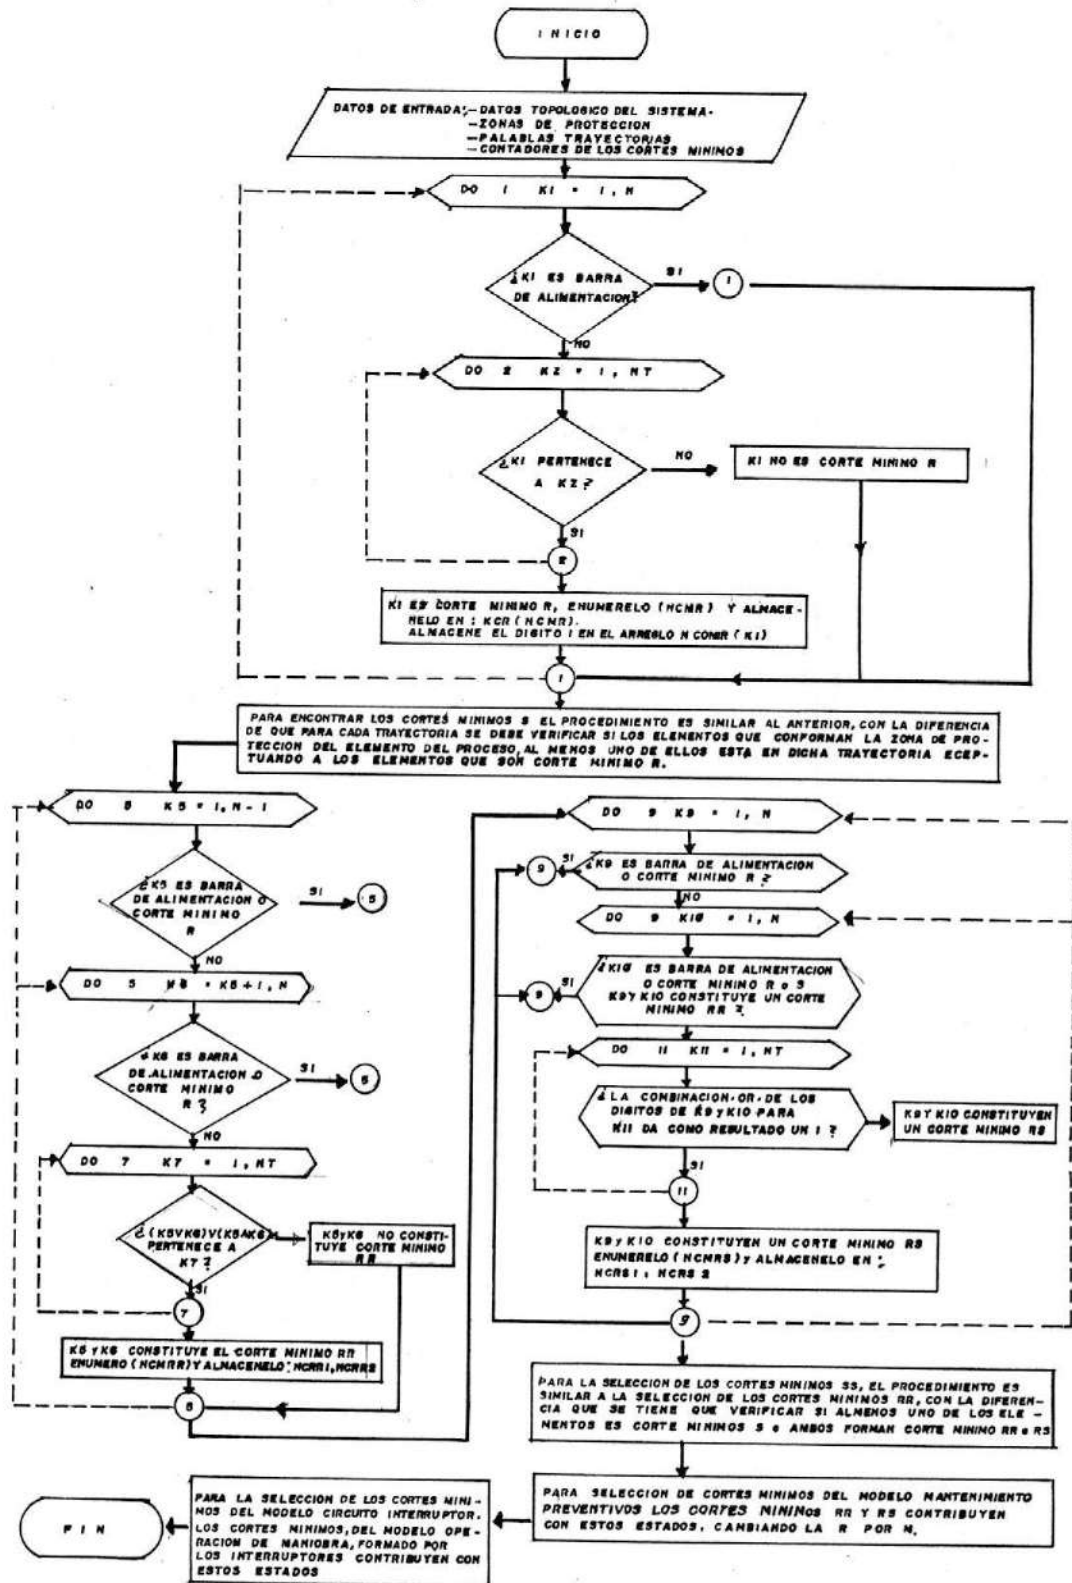 INICIO
DATOS DE ENTRADA:—DATOS TOPOLOGICO DEL SISTEMA-
—ZONAS DE PROTECCION
—PALABLAS TRAYECTORIAS
—CONTADORES DE LOS CORTES MINIMOS
DO 1 K1 = 1, N
¿K1 ES BARRA
DE ALIMENTACION?
SI
1
NO
DO 2 K2 = 1, NT
¿K1 PERTENECE
A K2?
NO
K1 NO ES CORTE MINIMO R
SI
2
K1 ES CORTE MINIMO R, ENUMERELO (NCMR) Y ALMACE-
NELO EN: KCR (NCMR).
ALMACENE EL DIGITO 1 EN EL ARREGLO N CONIR (K1)
1
PARA ENCONTRAR LOS CORTES MINIMOS S EL PROCEDIMIENTO ES SIMILAR AL ANTERIOR, CON LA DIFERENCIA
DE QUE PARA CADA TRAYECTORIA SE DEBE VERIFICAR SI LOS ELEMENTOS QUE CONFORMAN LA ZONA DE PRO-
TECCION DEL ELEMENTO DEL PROCESO, AL MENOS UNO DE ELLOS ESTA EN DICHA TRAYECTORIA ECEP-
TUANDO A LOS ELEMENTOS QUE SON CORTE MINIMO R.
DO 5 K5 = 1, N-1
¿K5 ES BARRA
DE ALIMENTACION O
CORTE MINIMO
R
SI
5
NO
DO 5 K6 = K5+1, N
¿K6 ES BARRA
DE ALIMENTACION O
CORTE MINIMO
R ?
SI
5
NO
DO 7 K7 = 1, NT
¿(K5VK6)V(K5ΛK6)
PERTENECE A
K7 ?
K5yK6 NO CONSTI-
TUYE CORTE MINIMO
RR
SI
7
K5 Y K6 CONSTITUYE EL CORTE MINIMO RR
ENUMERO (NCMRR) Y ALMACENELO: NCRR1, NCRR2
5
DO 9 K9 = 1, N
¿K9 ES BARRA DE ALIMENTACION
O CORTE MINIMO R ?
SI
9
NO
DO 9 K10 = 1, N
¿K10 ES BARRA DE ALIMENTACION
O CORTE MINIMO R o S
K9 Y K10 CONSTITUYE UN CORTE
MINIMO RR ?
SI
9
DO 11 K11 = 1, NT
¿LA COMBINACION-OR-DE LOS
DIGITOS DE K9 y K10 PARA
K11 DA COMO RESULTADO UN 1 ?
K9 Y K10 CONSTITUYEN
UN CORTE MINIMO RS
SI
11
K9 y K10 CONSTITUYEN UN CORTE MINIMO RS
ENUMERELO (NCMRS) y ALMACENELO EN :
NCRS1, NCRS 2
9
PARA LA SELECCION DE LOS CORTES MINIMOS SS, EL PROCEDIMIENTO ES
SIMILAR A LA SELECCION DE LOS CORTES MINIMOS RR, CON LA DIFEREN-
CIA QUE SE TIENE QUE VERIFICAR SI ALMENOS UNO DE LOS ELE-
MENTOS ES CORTE MINIMOS S o AMBOS FORMAN CORTE MINIMO RR o RS
PARA SELECCION DE CORTES MINIMOS DEL MODELO MANTENIMIENTO
PREVENTIVOS LOS CORTES MININOS RR Y RS CONTRIBUYEN
CON ESTOS ESTADOS, CAMBIANDO LA R POR M.
PARA LA SELECCION DE LOS CORTES MINI-
MOS DEL MODELO CIRCUITO INTERRUPTOR.
LOS CORTES MINIMOS, DEL MODELO OPE-
RACION DE MANIOBRA, FORMADO POR
LOS INTERRUPTORES CONTRIBUYEN CON
ESTOS ESTADOS
FIN